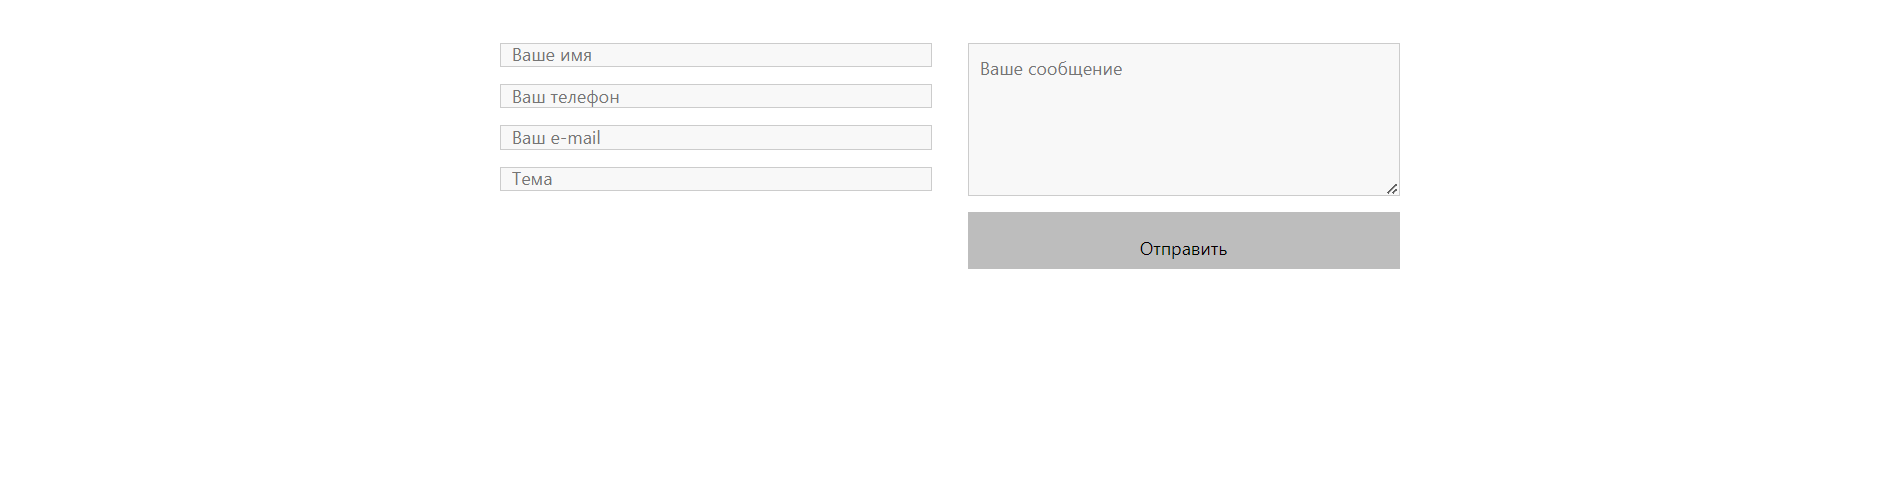 Ваше имя
Ваш телефон
Ваш e-mail
Тема
Ваше сообщение
Отправить